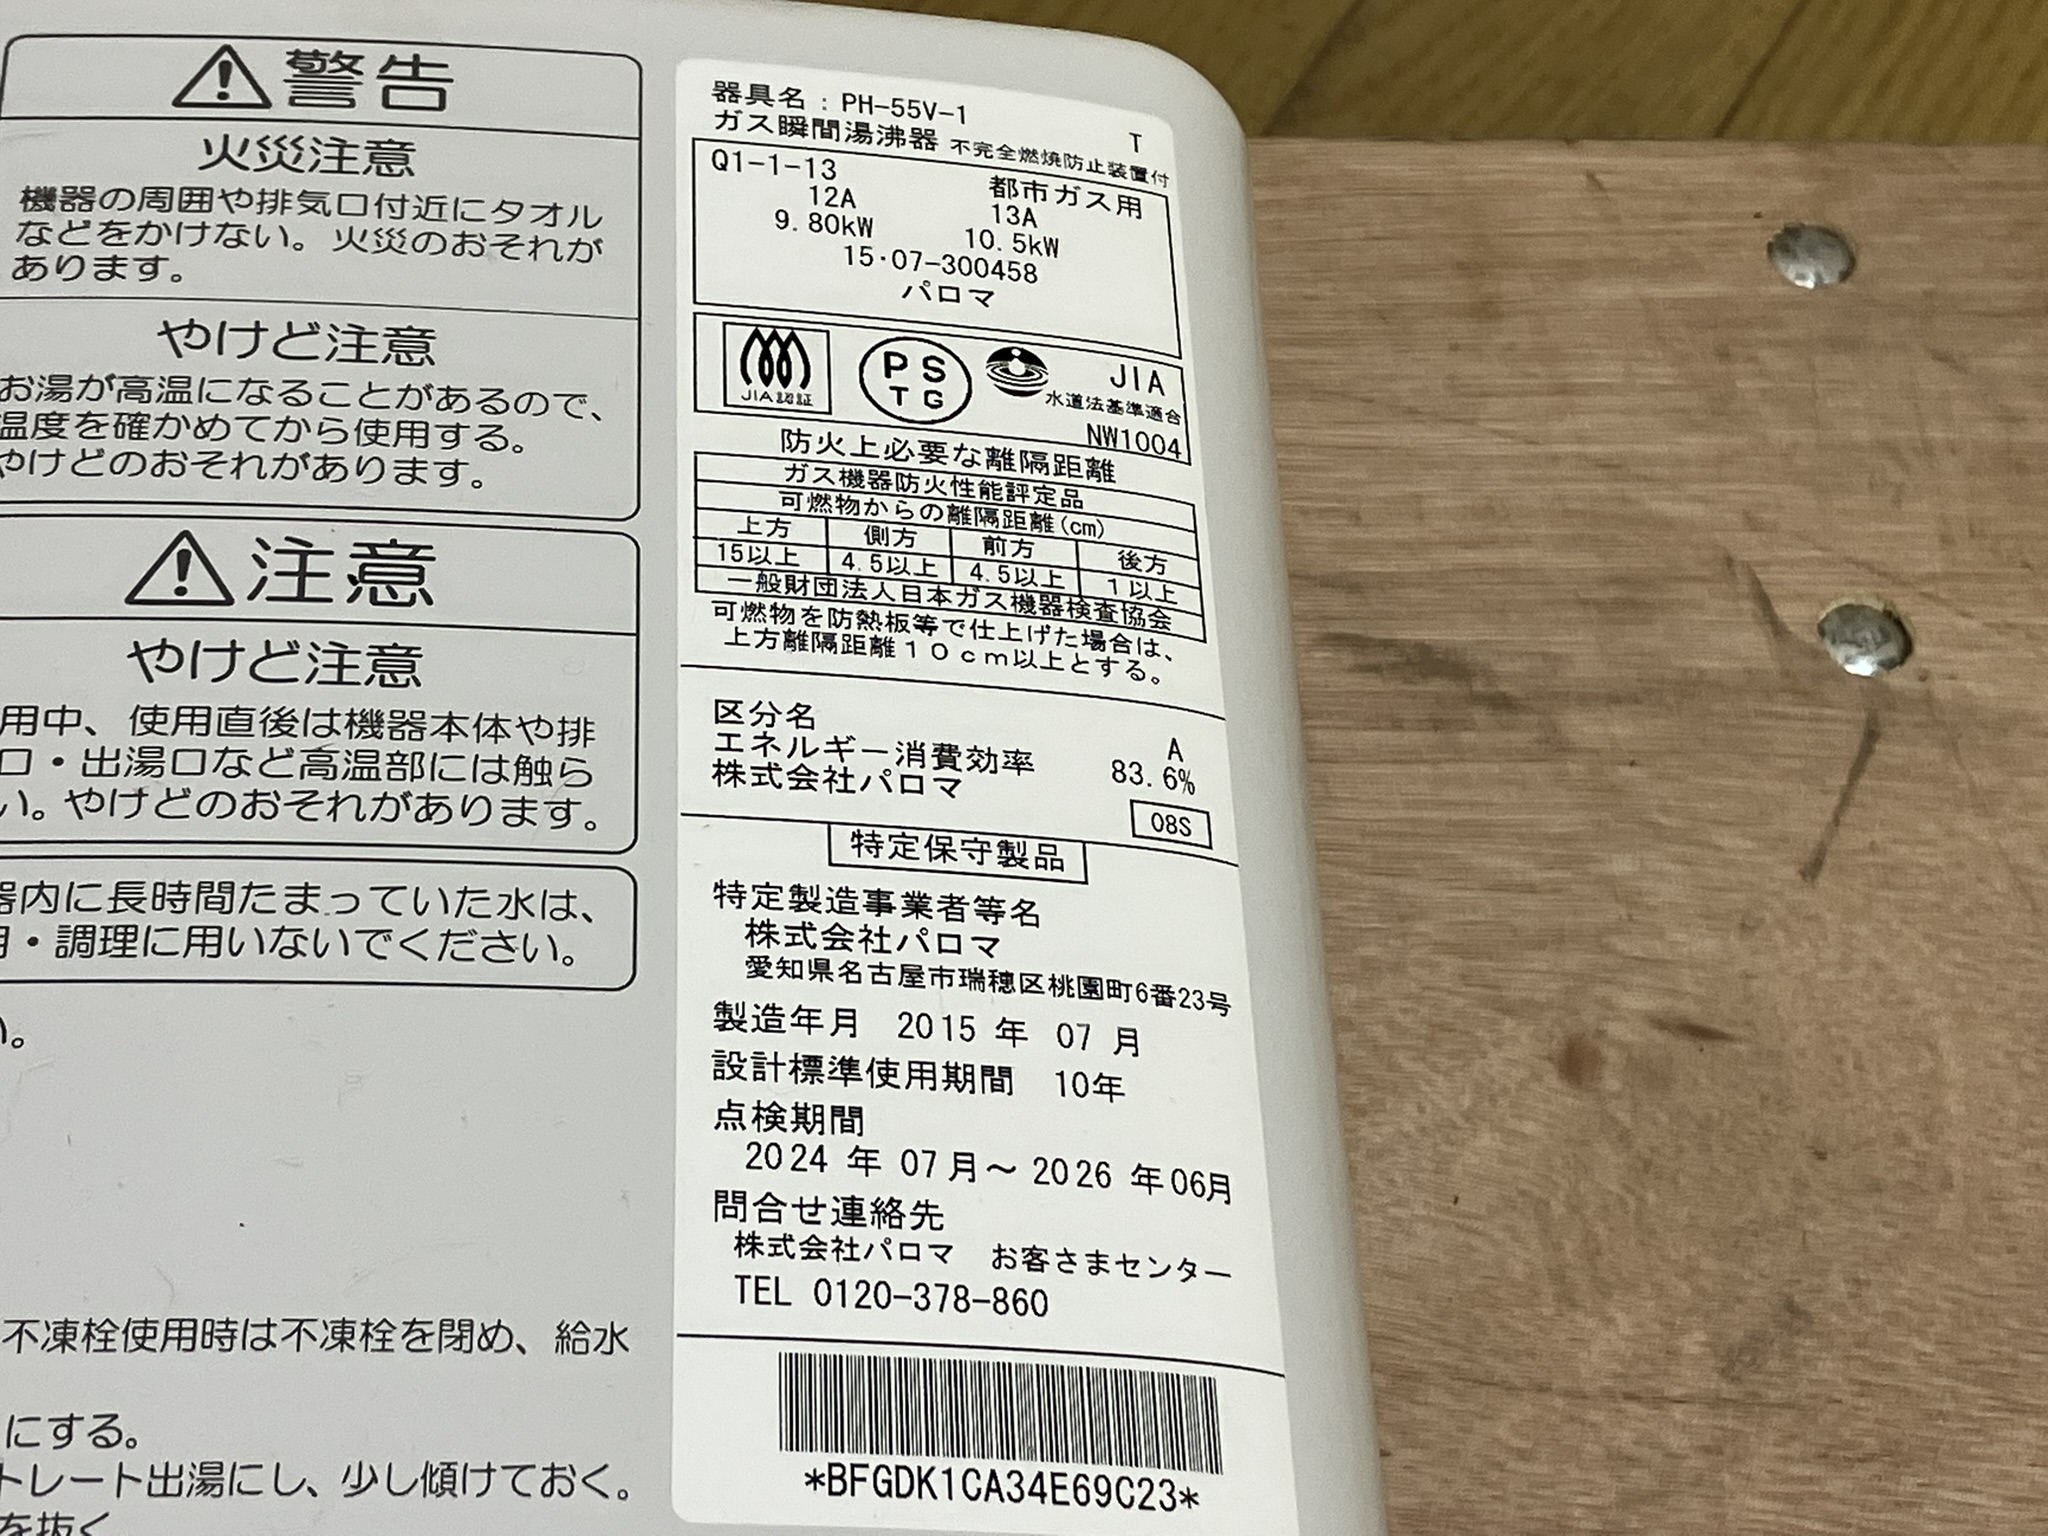 警告
火災注意
機器の周囲や排気口付近にタオル
などをかけない。火災のおそれが
あります。
やけど注意
お湯が高温になることがあるので、
温度を確かめてから使用する。
やけどのおそれがあります。
注意
やけど注意
用中、使用直後は機器本体や排
口・出湯口など高温部には触ら
い。やけどのおそれがあります。
器内に長時間たまっていた水は、
用・調理に用いないでください。
い。
不凍栓使用時は不凍栓を閉め、給水
にする。
トレート出湯にし、少し傾けておく。
を抜く
器具名：PH-55V-1
T
ガス瞬間湯沸器 不完全燃焼防止装置付
Q1-1-13 都市ガス用
12A 13A
9.80kW 10.5kW
15・07-300458
パロマ
JIA認証
PS
TG
JIA
水道法基準適合
NW1004
防火上必要な離隔距離
ガス機器防火性能評定品
可燃物からの離隔距離(cm)
上方 側方 前方 後方
15以上 4.5以上 4.5以上 1以上
一般財団法人日本ガス機器検査協会
可燃物を防熱板等で仕上げた場合は、
上方離隔距離10cm以上とする。
区分名 A
エネルギー消費効率 83.6%
株式会社パロマ
08S
特定保守製品
特定製造事業者等名
株式会社パロマ
愛知県名古屋市瑞穂区桃園町6番23号
製造年月 2015 年 07 月
設計標準使用期間 10年
点検期間
2024 年 07月～2026 年06月
問合せ連絡先
株式会社パロマ お客さまセンター
TEL 0120-378-860
*BFGDK1CA34E69C23*